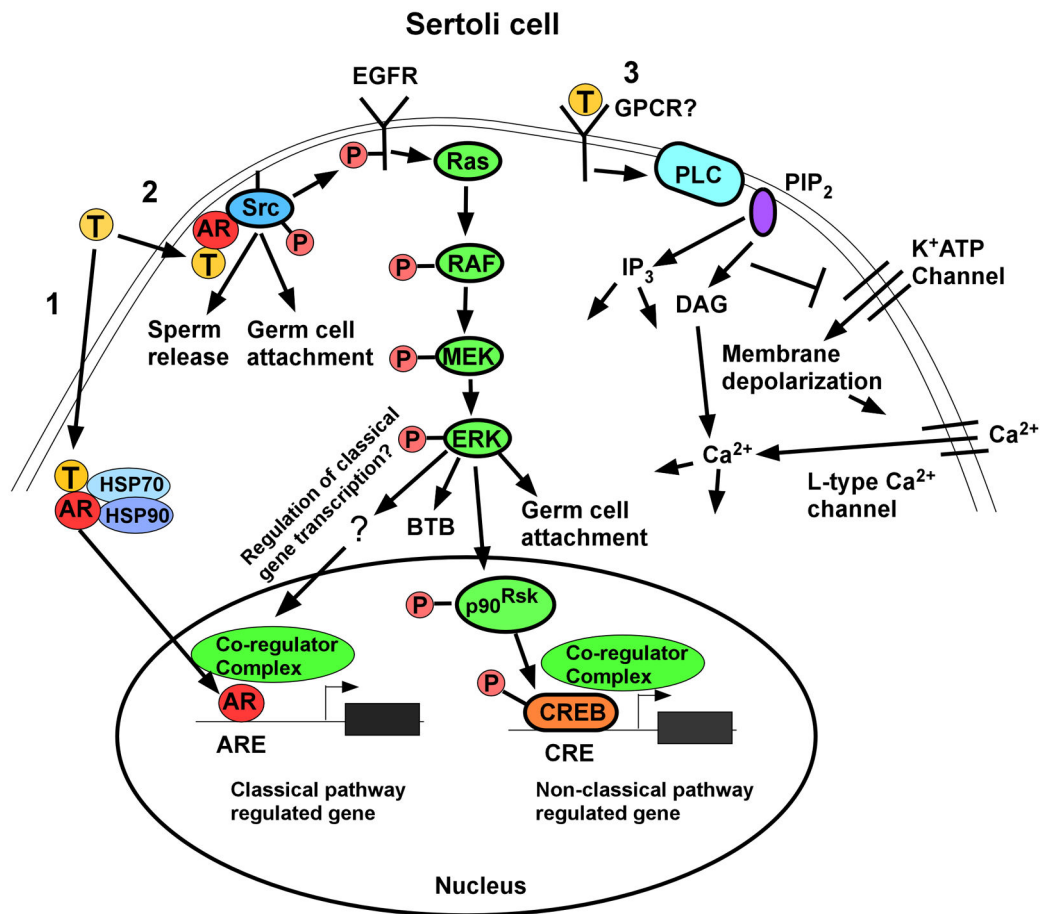 Sertoli cell
EGFR
3
T
GPCR?
P
Ras
PLC
PIP2
2
Src
AR
T
P
T
1
Sperm
release
Germ cell
attachment
P
RAF
IP3
DAG
K+ATP
Channel
P
MEK
Membrane
depolarization
P
ERK
Regulation of classical
gene transcription?
?
BTB
Germ cell
attachment
Ca2+
Ca2+
L-type Ca2+
channel
T
HSP70
AR
HSP90
P
p90Rsk
Co-regulator
Complex
AR
ARE
Co-regulator
Complex
P
CREB
CRE
Classical pathway
regulated gene
Non-classical pathway
regulated gene
Nucleus